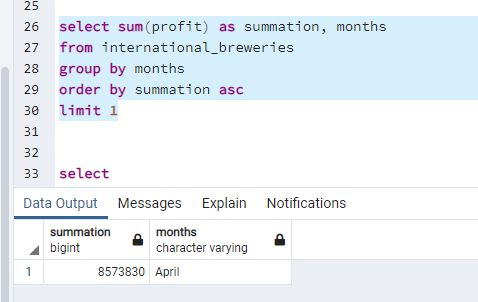 25
26 select sum(profit) as summation, months
27 from international_breweries
28 group by months
29 order by summation asc
30 limit 1
31
32
33 select
Data Output Messages Explain Notifications
summation months
bigint character varying
1 8573830 April